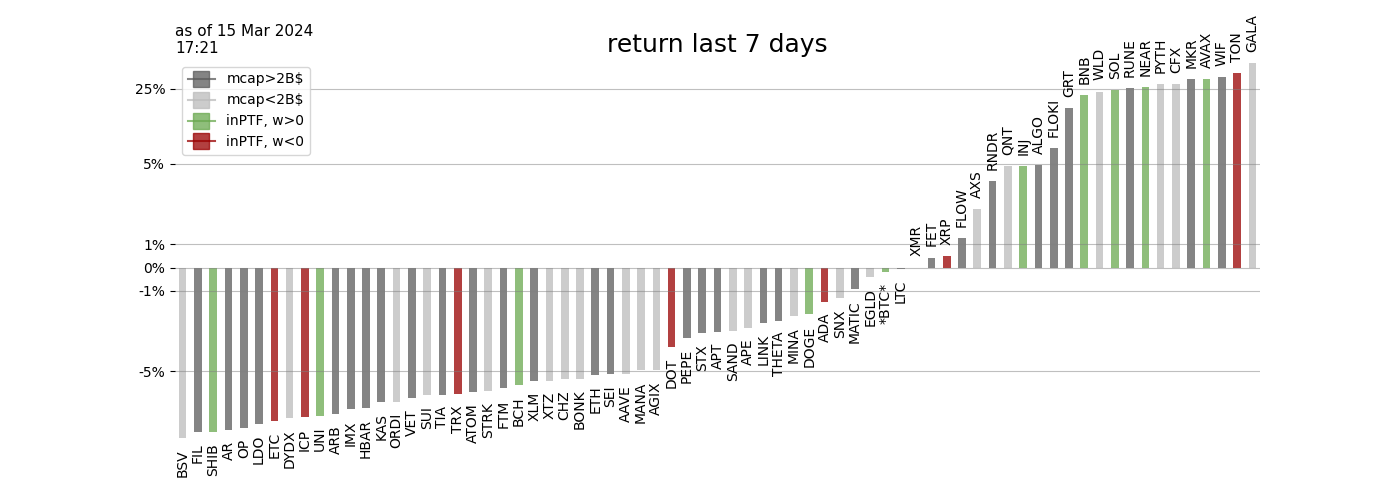 as of 15 Mar 2024
17:21
return last 7 days
mcap>2B$
mcap<2B$
inPTF, w>0
inPTF, w<0
25%
5%
1%
0%
-1%
-5%
BSV
FIL
SHIB
AR
OP
LDO
ETC
DYDX
ICP
UNI
ARB
IMX
HBAR
KAS
ORDI
VET
SUI
TIA
TRX
ATOM
STRK
FTM
BCH
XLM
XTZ
CHZ
BONK
ETH
SEI
AAVE
MANA
AGIX
DOT
PEPE
STX
APT
SAND
APE
LINK
THETA
MINA
DOGE
ADA
SNX
MATIC
EGLD
*BTC*
LTC
XMR
FET
XRP
FLOW
AXS
RNDR
QNT
INJ
ALGO
FLOKI
GRT
BNB
WLD
SOL
RUNE
NEAR
PYTH
CFX
MKR
AVAX
WIF
TON
GALA